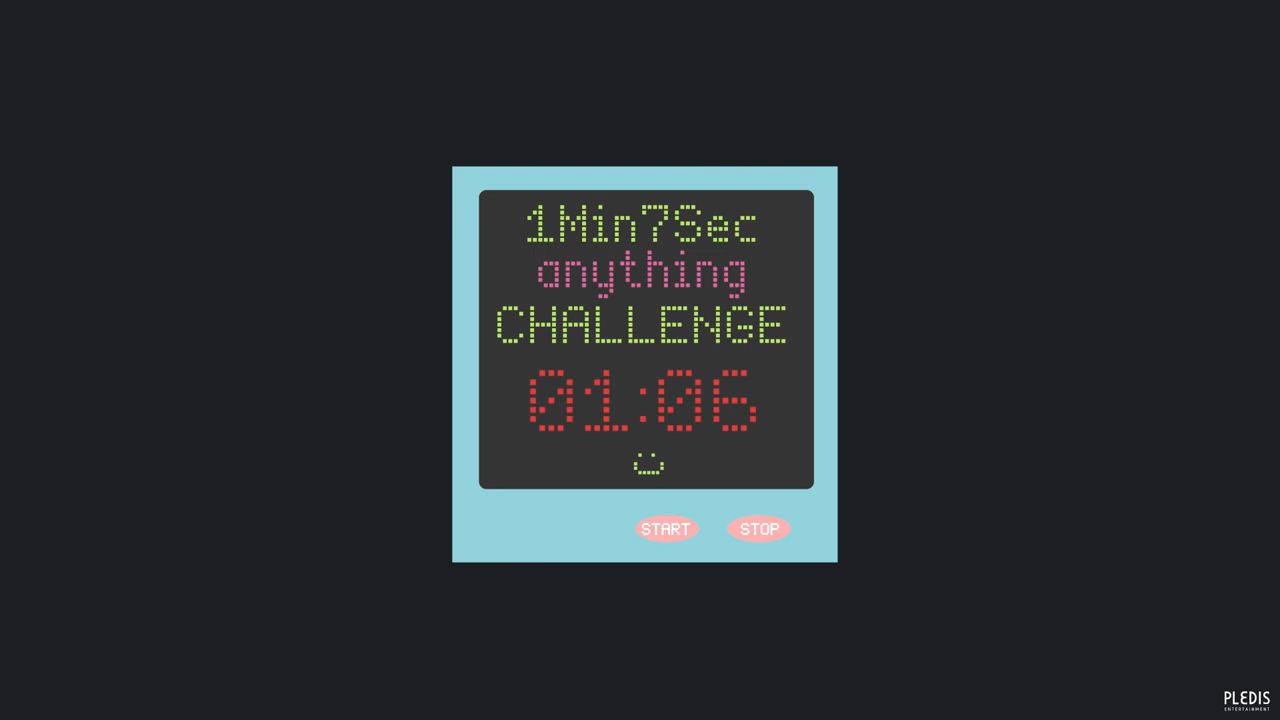 1Min7Sec
anything
CHALLENGE
01:06
START STOP
PLEDIS
ENTERTAINMENT